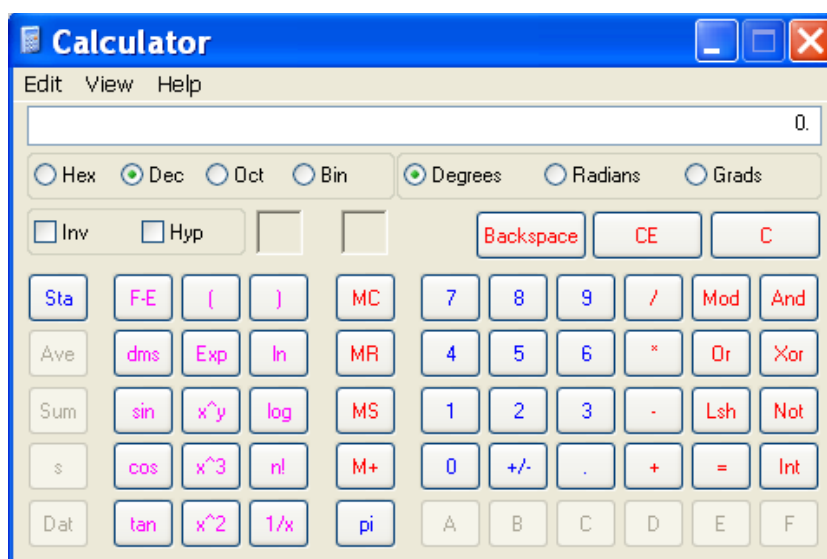 Calculator
Edit View Help
0.
Hex Dec Oct Bin Degrees Radians Grads
Inv Hyp Backspace CE C
Sta F-E ( ) MC 7 8 9 / Mod And
Ave dms Exp ln MR 4 5 6 * Or Xor
Sum sin x^y log MS 1 2 3 - Lsh Not
s cos x^3 n! M+ 0 +/- . + = Int
Dat tan x^2 1/x pi A B C D E F